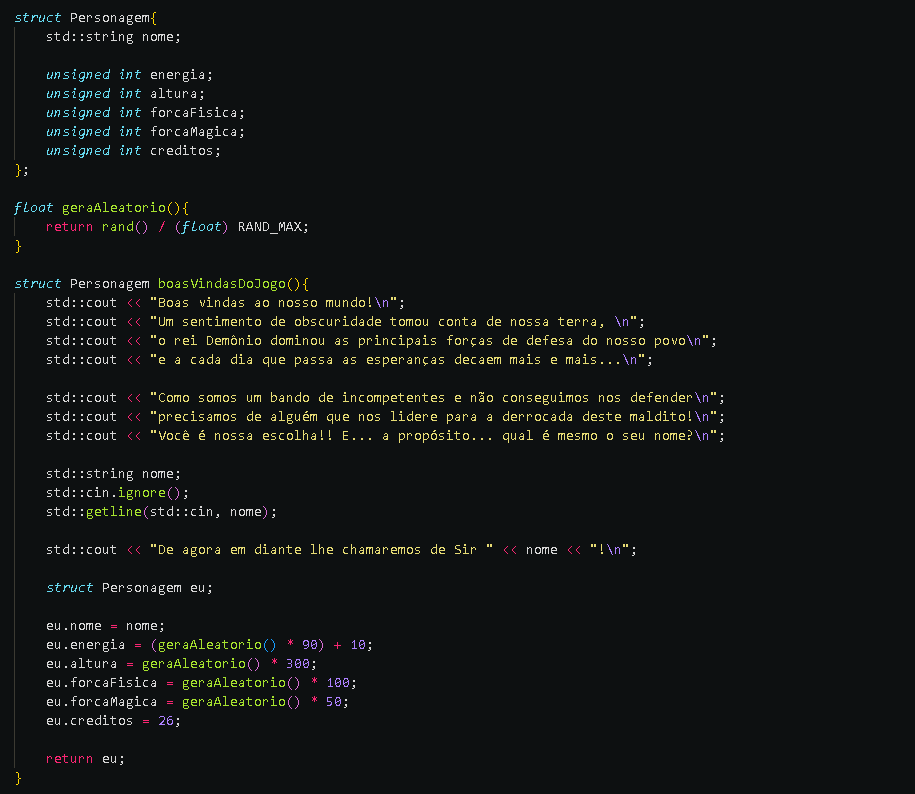 struct Personagem{
    std::string nome;
    unsigned int energia;
    unsigned int altura;
    unsigned int forcaFisica;
    unsigned int forcaMagica;
    unsigned int creditos;
};
float geraAleatorio(){
    return rand() / (float) RAND_MAX;
}
struct Personagem boasVindasDoJogo(){
    std::cout << "Boas vindas ao nosso mundo!\n";
    std::cout << "Um sentimento de obscuridade tomou conta de nossa terra, \n";
    std::cout << "o rei Demônio dominou as principais forças de defesa do nosso povo\n";
    std::cout << "e a cada dia que passa as esperanças decaem mais e mais...\n";
    std::cout << "Como somos um bando de incompetentes e não conseguimos nos defender\n";
    std::cout << "precisamos de alguém que nos lidere para a derrocada deste maldito!\n";
    std::cout << "Você é nossa escolha!! E... a propósito... qual é mesmo o seu nome?\n";
    std::string nome;
    std::cin.ignore();
    std::getline(std::cin, nome);
    std::cout << "De agora em diante lhe chamaremos de Sir " << nome << "!\n";
    struct Personagem eu;
    eu.nome = nome;
    eu.energia = (geraAleatorio() * 90) + 10;
    eu.altura = geraAleatorio() * 300;
    eu.forcaFisica = geraAleatorio() * 100;
    eu.forcaMagica = geraAleatorio() * 50;
    eu.creditos = 26;
    return eu;
}